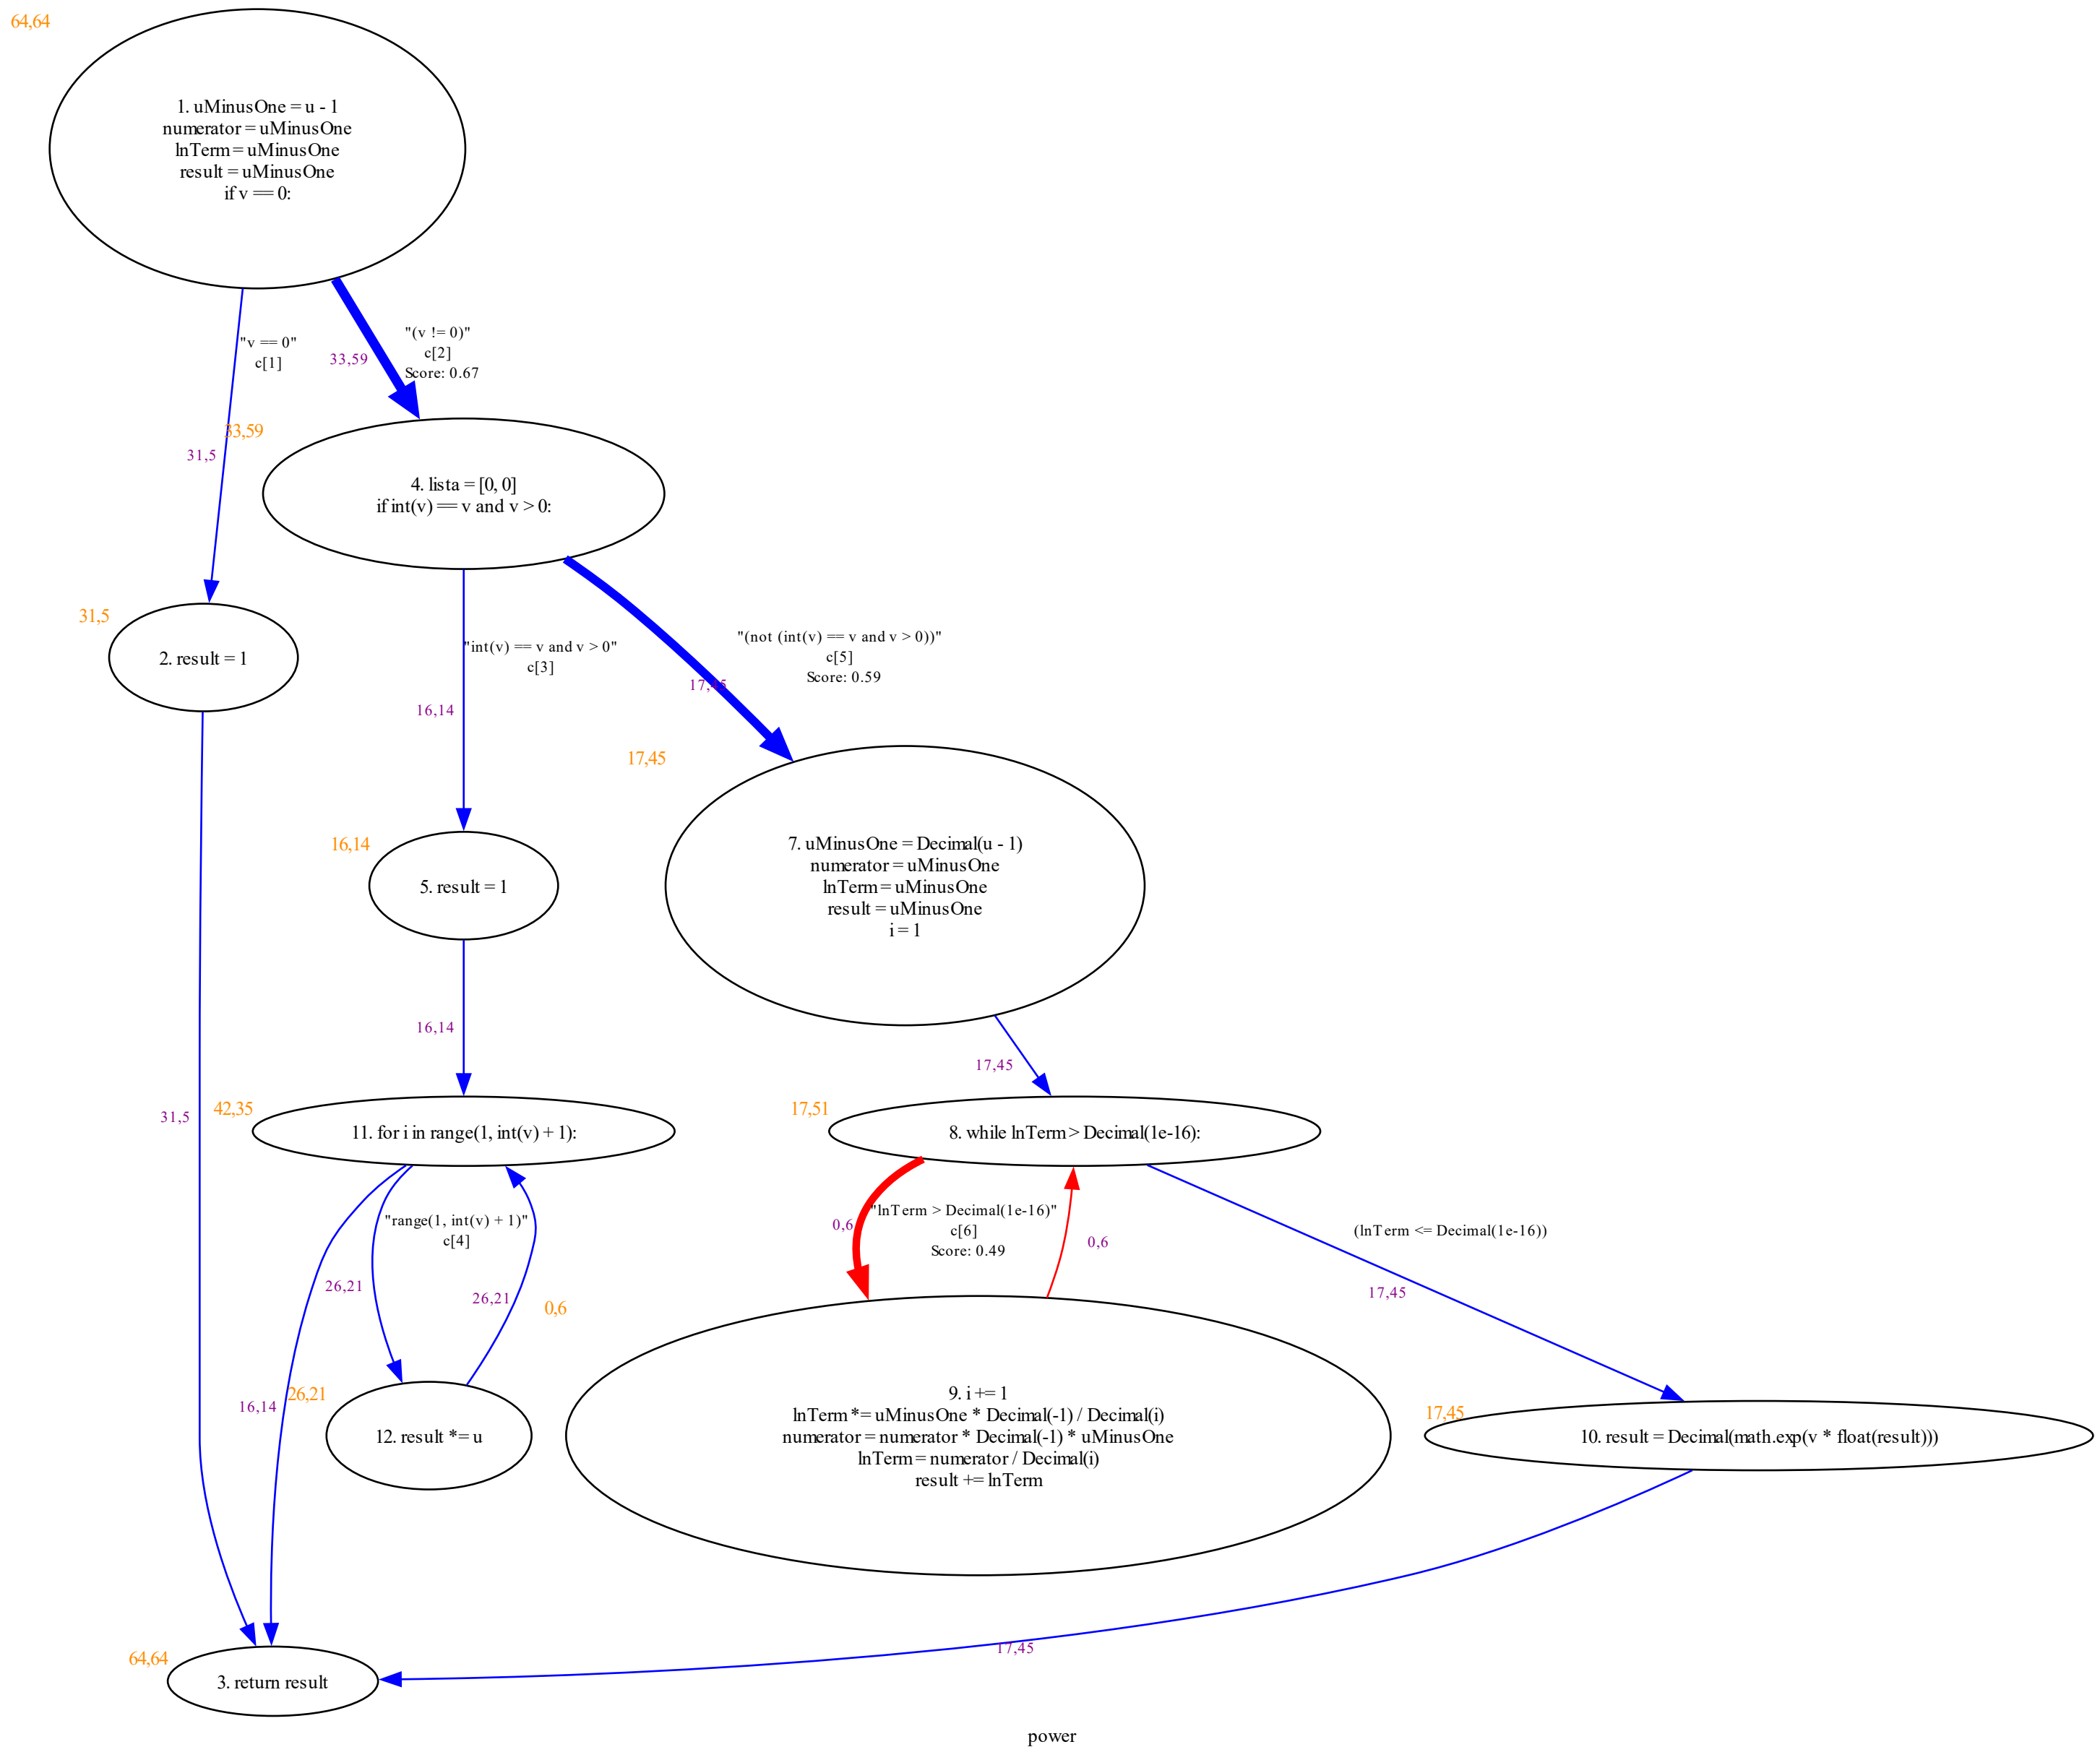 64,64
1. uMinusOne = u - 1
numerator = uMinusOne
lnTerm = uMinusOne
result = uMinusOne
if v == 0:
"v == 0"
c[1]
31,5
33,59
"(v != 0)"
c[2]
Score: 0.67
33,59
4. lista = [0, 0]
if int(v) == v and v > 0:
31,5
2. result = 1
"int(v) == v and v > 0"
c[3]
16,14
"(not (int(v) == v and v > 0))"
c[5]
Score: 0.59
17,45
16,14
5. result = 1
17,45
7. uMinusOne = Decimal(u - 1)
numerator = uMinusOne
lnTerm = uMinusOne
result = uMinusOne
i = 1
16,14
17,45
31,5
42,35
11. for i in range(1, int(v) + 1):
17,51
8. while lnTerm > Decimal(1e-16):
"range(1, int(v) + 1)"
c[4]
26,21
26,21
16,14
0,6
"lnTerm > Decimal(1e-16)"
c[6]
Score: 0.49
0,6
(lnTerm <= Decimal(1e-16))
17,45
26,21
12. result *= u
0,6
9. i += 1
lnTerm *= uMinusOne * Decimal(-1) / Decimal(i)
numerator = numerator * Decimal(-1) * uMinusOne
lnTerm = numerator / Decimal(i)
result += lnTerm
17,45
10. result = Decimal(math.exp(v * float(result)))
17,45
64,64
3. return result
power